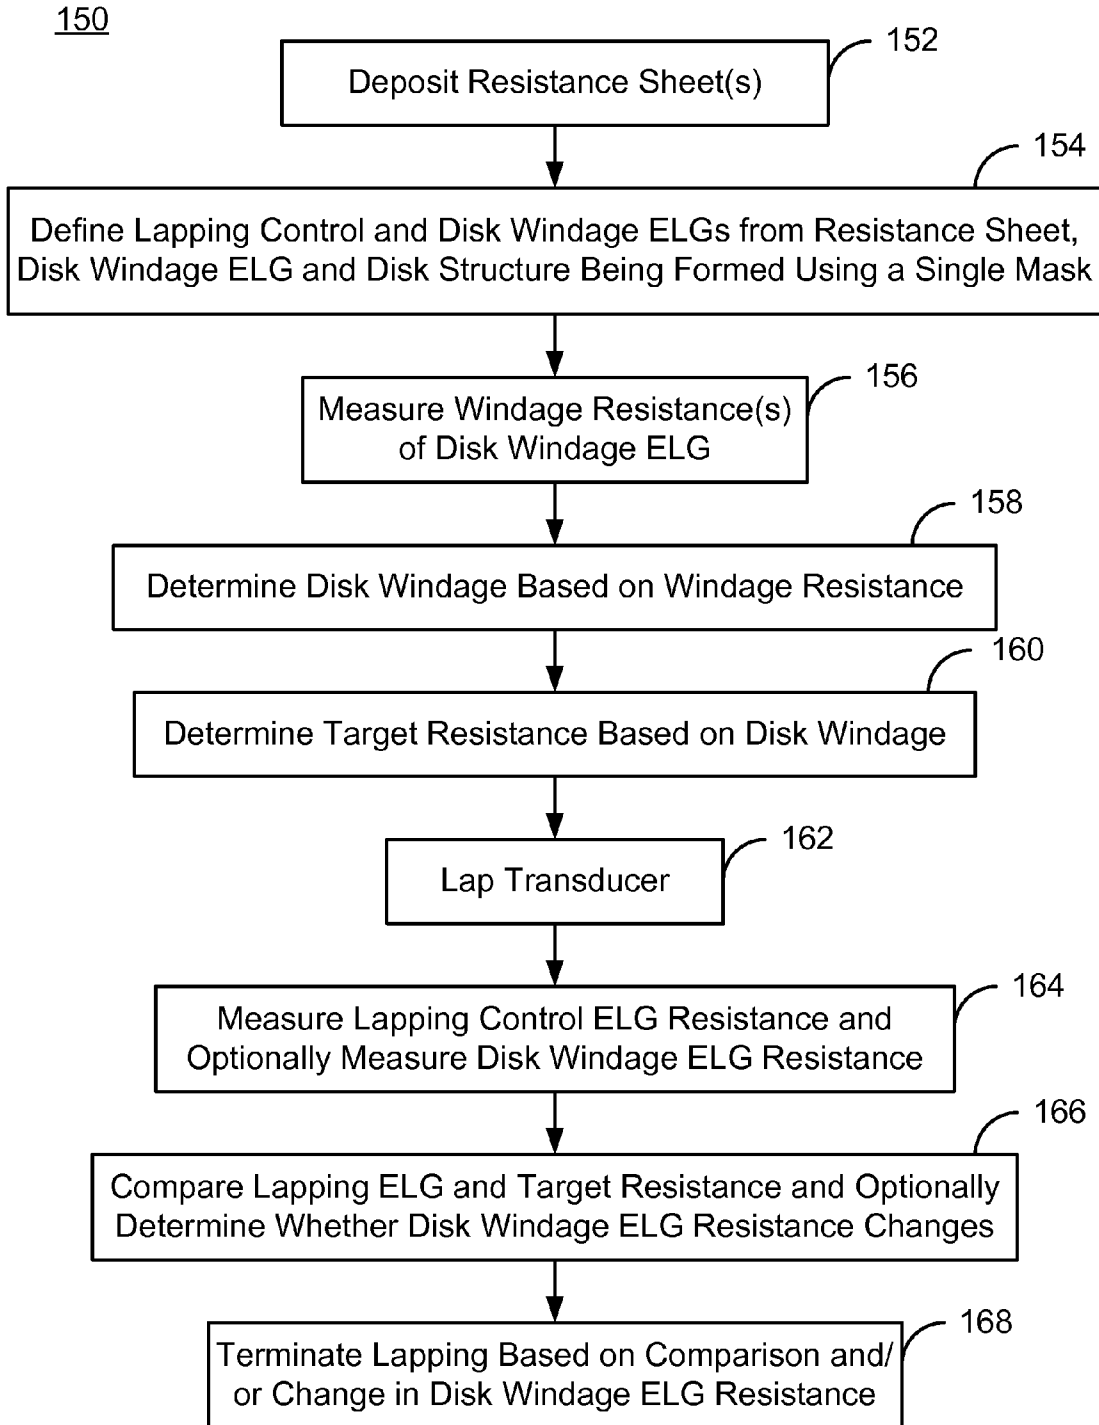 150
152
Deposit Resistance Sheet(s)
154
Define Lapping Control and Disk Windage ELGs from Resistance Sheet,
Disk Windage ELG and Disk Structure Being Formed Using a Single Mask
156
Measure Windage Resistance(s)
of Disk Windage ELG
158
Determine Disk Windage Based on Windage Resistance
160
Determine Target Resistance Based on Disk Windage
162
Lap Transducer
164
Measure Lapping Control ELG Resistance and
Optionally Measure Disk Windage ELG Resistance
166
Compare Lapping ELG and Target Resistance and Optionally
Determine Whether Disk Windage ELG Resistance Changes
168
Terminate Lapping Based on Comparison and/
or Change in Disk Windage ELG Resistance